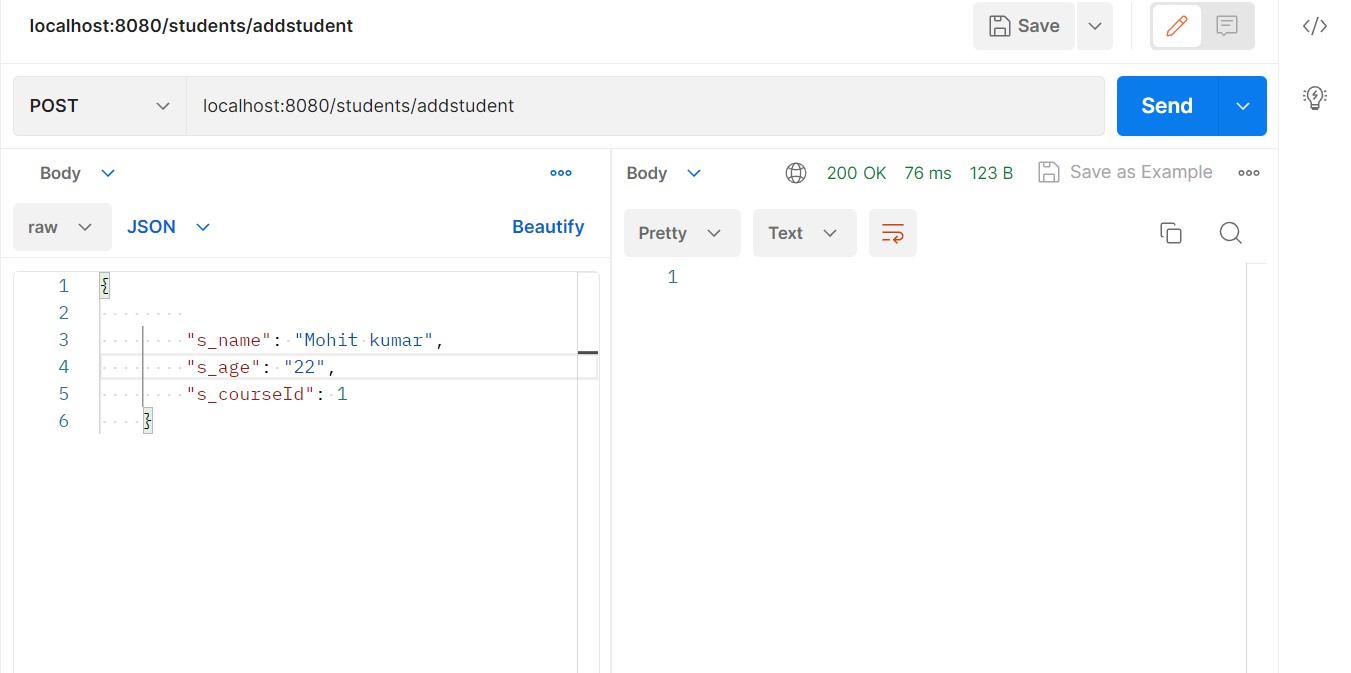 localhost:8080/students/addstudent
Save
POST
localhost:8080/students/addstudent
Send
Body
raw
JSON
Beautify
1 {
2
3 "s_name": "Mohit kumar",
4 "s_age": "22",
5 "s_courseId": 1
6 }
Body
200 OK 76 ms 123 B Save as Example
Pretty
Text
1